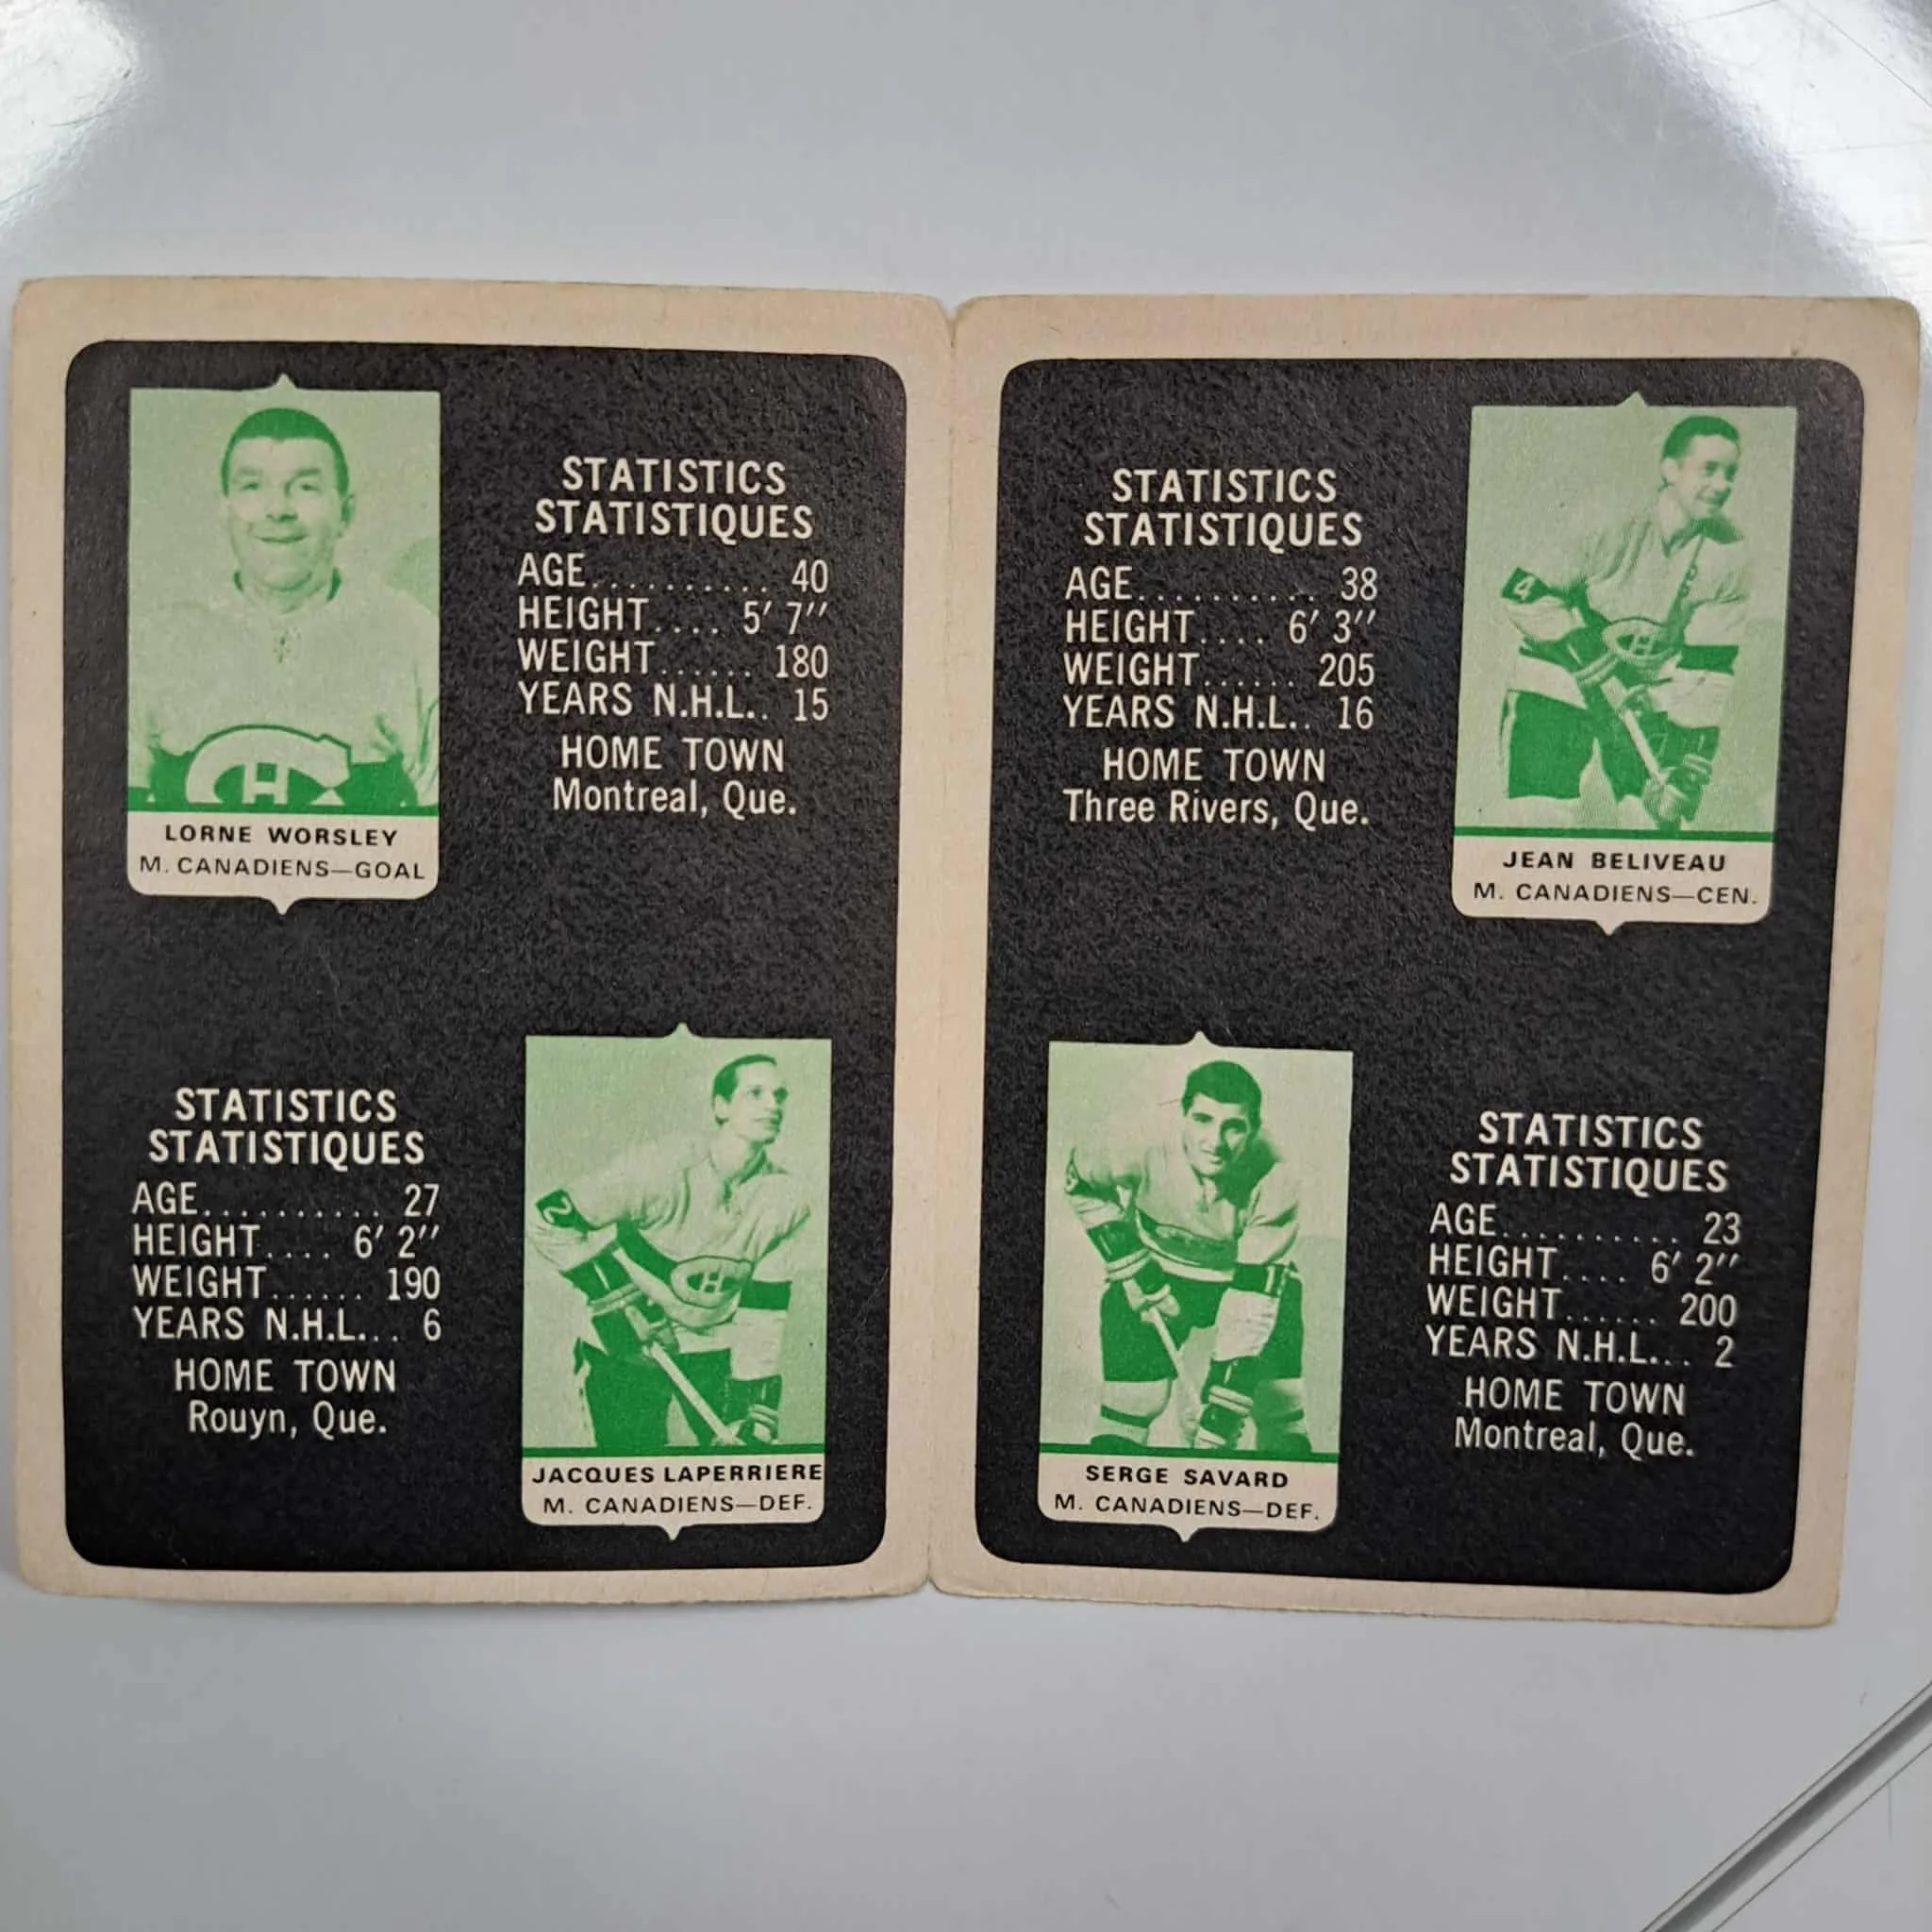 LORNE WORSLEY
M. CANADIENS—GOAL
STATISTICS
STATISTIQUES
AGE.......... 40
HEIGHT.... 5′ 7′′
WEIGHT...... 180
YEARS N.H.L.. 15
HOME TOWN
Montreal, Que.
STATISTICS
STATISTIQUES
AGE.......... 27
HEIGHT.... 6′ 2′′
WEIGHT...... 190
YEARS N.H.L... 6
HOME TOWN
Rouyn, Que.
2
H
JACQUES LAPERRIERE
M. CANADIENS—DEF.
STATISTICS
STATISTIQUES
AGE.......... 38
HEIGHT.... 6′ 3′′
WEIGHT...... 205
YEARS N.H.L.. 16
HOME TOWN
Three Rivers, Que.
4
H
JEAN BELIVEAU
M. CANADIENS—CEN.
SERGE SAVARD
M. CANADIENS—DEF.
STATISTICS
STATISTIQUES
AGE.......... 23
HEIGHT.... 6′ 2′′
WEIGHT...... 200
YEARS N.H.L... 2
HOME TOWN
Montreal, Que.